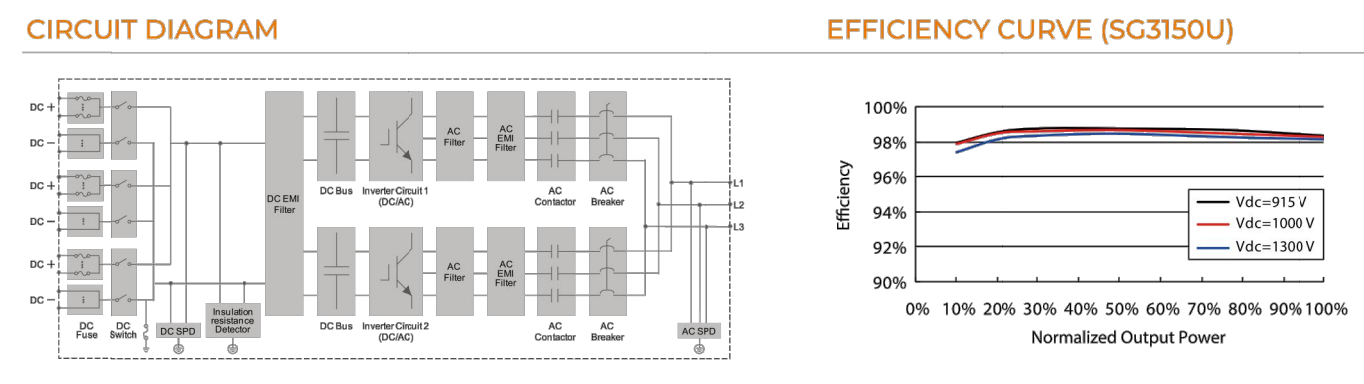 CIRCUIT DIAGRAM
DC +
DC −
DC +
DC −
DC +
DC −
DC
Fuse
DC
Switch
DC SPD
Insulation
resistance
Detector
DC EMI
Filter
DC Bus
Inverter Circuit 1
(DC/AC)
AC
Filter
AC
EMI
Filter
AC
Contactor
AC
Breaker
DC Bus
Inverter Circuit 2
(DC/AC)
AC
Filter
AC
EMI
Filter
AC
Contactor
AC
Breaker
L1
L2
L3
AC SPD
EFFICIENCY CURVE (SG3150U)
Efficiency
100%
98%
96%
94%
92%
90%
0% 10% 20% 30% 40% 50% 60% 70% 80% 90% 100%
Normalized Output Power
Vdc=915 V
Vdc=1000 V
Vdc=1300 V